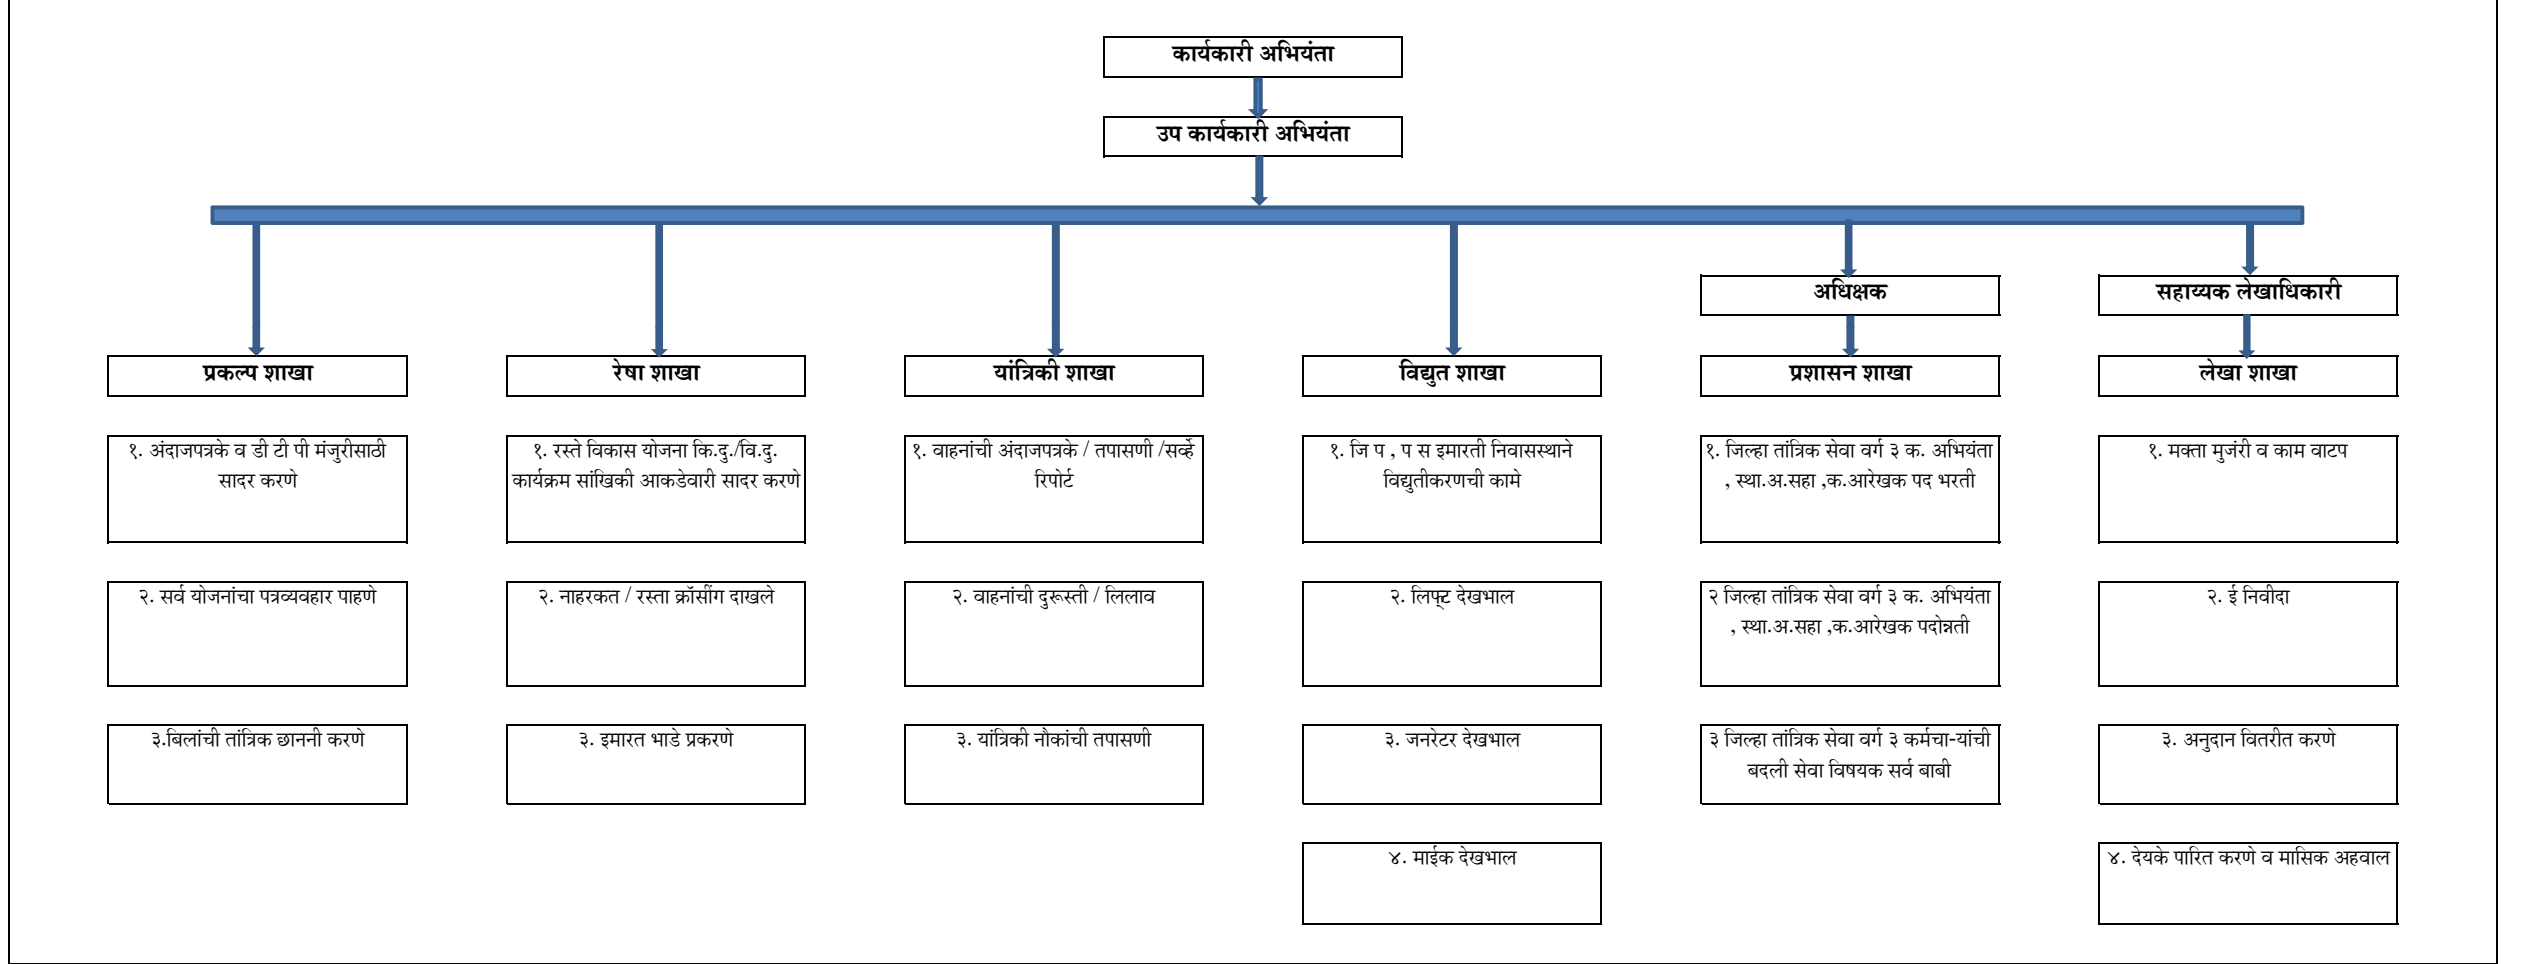 कार्यकारी अभियंता
उप कार्यकारी अभियंता
अधिक्षक
सहाय्यक लेखाधिकारी
प्रकल्प शाखा
रेषा शाखा
यांत्रिकी शाखा
विद्युत शाखा
प्रशासन शाखा
लेखा शाखा
१. अंदाजपत्रके व डी टी पी मंजुरीसाठी
सादर करणे
१. रस्ते विकास योजना कि.दु./वि.दु.
कार्यक्रम सांखिकी आकडेवारी सादर करणे
१. वाहनांची अंदाजपत्रके / तपासणी /सर्व्हे
रिपोर्ट
१. जि प , प स इमारती निवासस्थाने
विद्युतीकरणची कामे
१. जिल्हा तांत्रिक सेवा वर्ग ३ क. अभियंता
, स्था.अ.सहा ,क.आरेखक पद भरती
१. मक्ता मुजंरी व काम वाटप
२. सर्व योजनांचा पत्रव्यवहार पाहणे
२. नाहरकत / रस्ता क्रॉसींग दाखले
२. वाहनांची दुरूस्ती / लिलाव
२. लिफ्ट देखभाल
२ जिल्हा तांत्रिक सेवा वर्ग ३ क. अभियंता
, स्था.अ.सहा ,क.आरेखक पदोन्नती
२. ई निवीदा
३.बिलांची तांत्रिक छाननी करणे
३. इमारत भाडे प्रकरणे
३. यांत्रिकी नौकांची तपासणी
३. जनरेटर देखभाल
३ जिल्हा तांत्रिक सेवा वर्ग ३ कर्मचा-यांची
बदली सेवा विषयक सर्व बाबी
३. अनुदान वितरीत करणे
४. माईक देखभाल
४. देयके पारित करणे व मासिक अहवाल